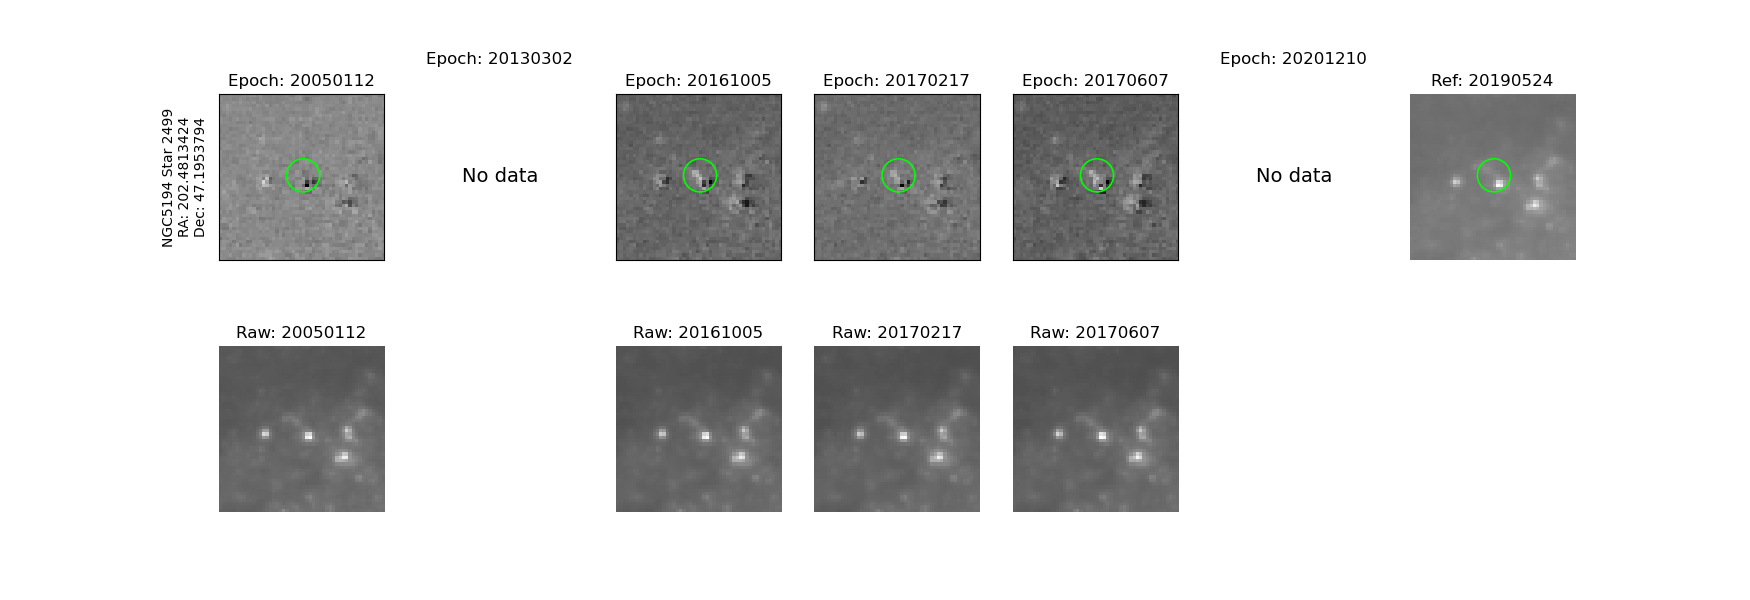 Epoch: 20130302
Epoch: 20201210
Epoch: 20050112
Epoch: 20161005
Epoch: 20170217
Epoch: 20170607
Ref: 20190524
NGC5194 Star 2499
RA: 202.4813424
Dec: 47.1953794
No data
No data
Raw: 20050112
Raw: 20161005
Raw: 20170217
Raw: 20170607